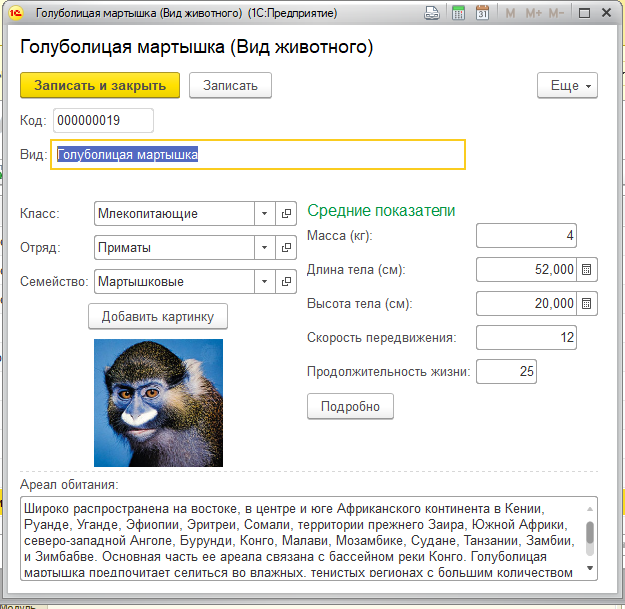 Голуболицая мартышка (Вид животного) (1С:Предприятие)
M M+ M-
Голуболицая мартышка (Вид животного)
Записать и закрыть Записать Еще
Код: 000000019
Вид: Голуболицая мартышка
Класс: Млекопитающие
Отряд: Приматы
Семейство: Мартышковые
Добавить картинку
Средние показатели
Масса (кг): 4
Длина тела (см): 52,000
Высота тела (см): 20,000
Скорость передвижения: 12
Продолжительность жизни: 25
Подробно
Ареал обитания:
Широко распространена на востоке, в центре и юге Африканского континента в Кении,
Руанде, Уганде, Эфиопии, Эритреи, Сомали, территории прежнего Заира, Южной Африки,
северо-западной Анголе, Бурунди, Конго, Малави, Мозамбике, Судане, Танзании, Замбии,
и Зимбабве. Основная часть ее ареала связана с бассейном реки Конго. Голуболицая
мартышка предпочитает селиться во влажных, тенистых регионах с большим количеством